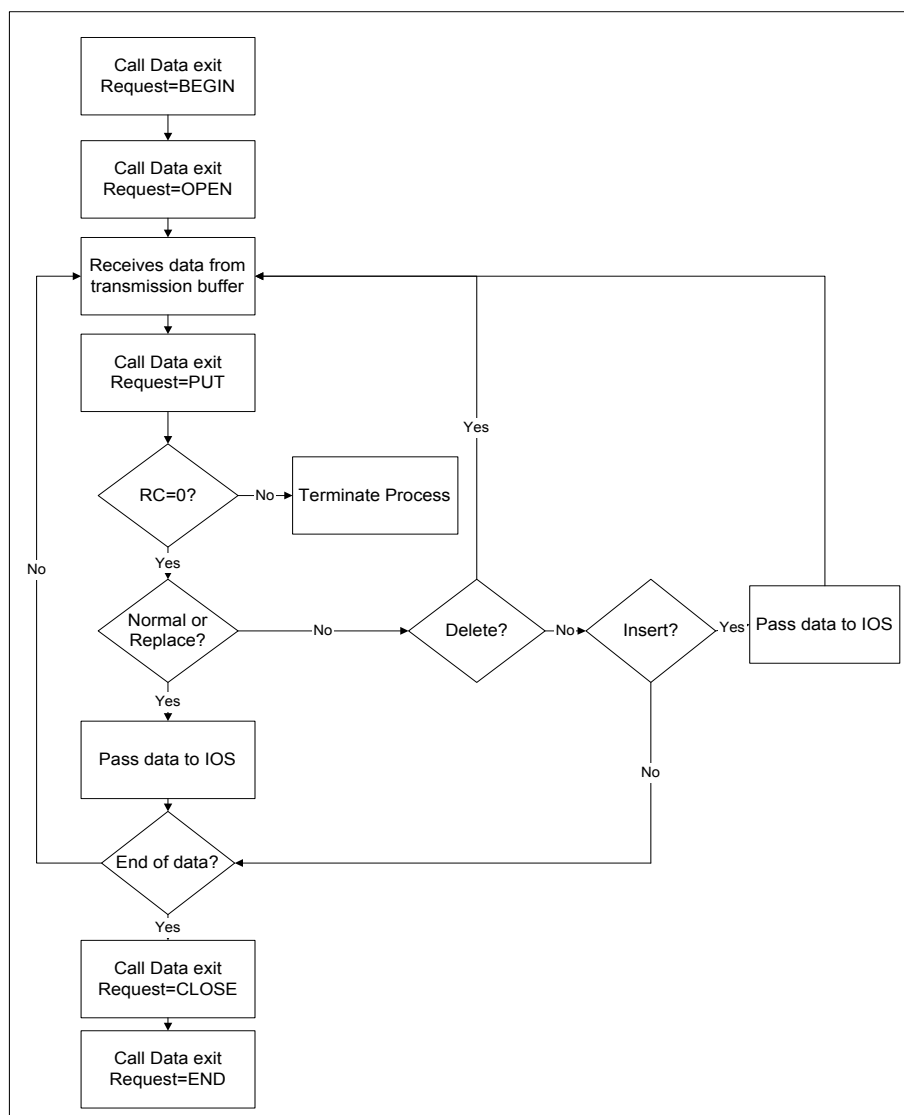 Call Data exit
Request=BEGIN
Call Data exit
Request=OPEN
Receives data from
transmission buffer
Call Data exit
Request=PUT
Yes
RC=0?
No
Terminate Process
Yes
No
Normal or
Replace?
No
Delete?
No
Insert?
Yes
Pass data to IOS
Yes
Pass data to IOS
No
End of data?
Yes
Call Data exit
Request=CLOSE
Call Data exit
Request=END